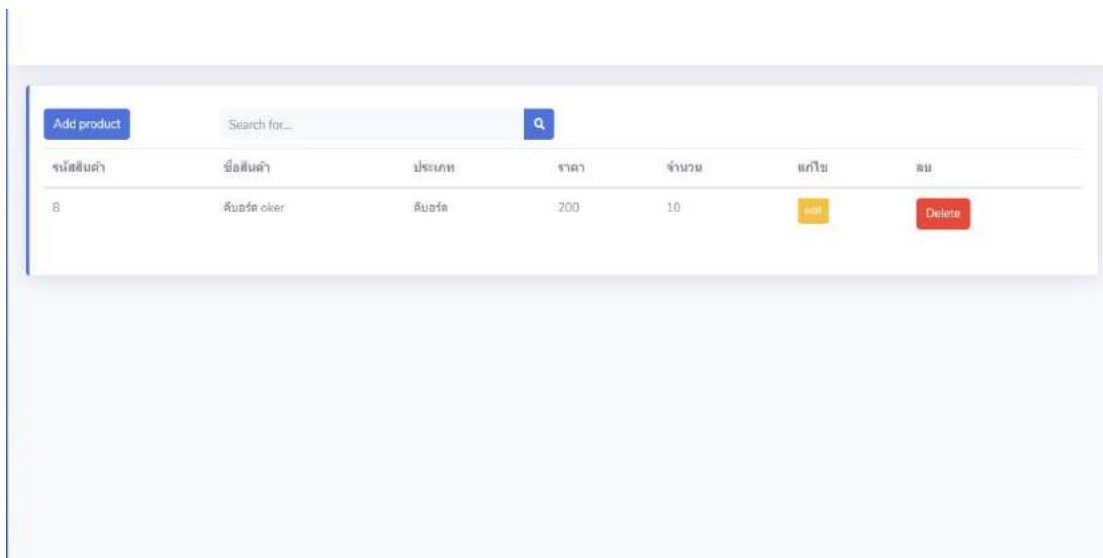 Add product Search for...
รหัสสินค้า ชื่อสินค้า ประเภท ราคา จำนวน แก้ไข ลบ
8 คีบอร์ด oker คีบอร์ด 200 10 edit Delete